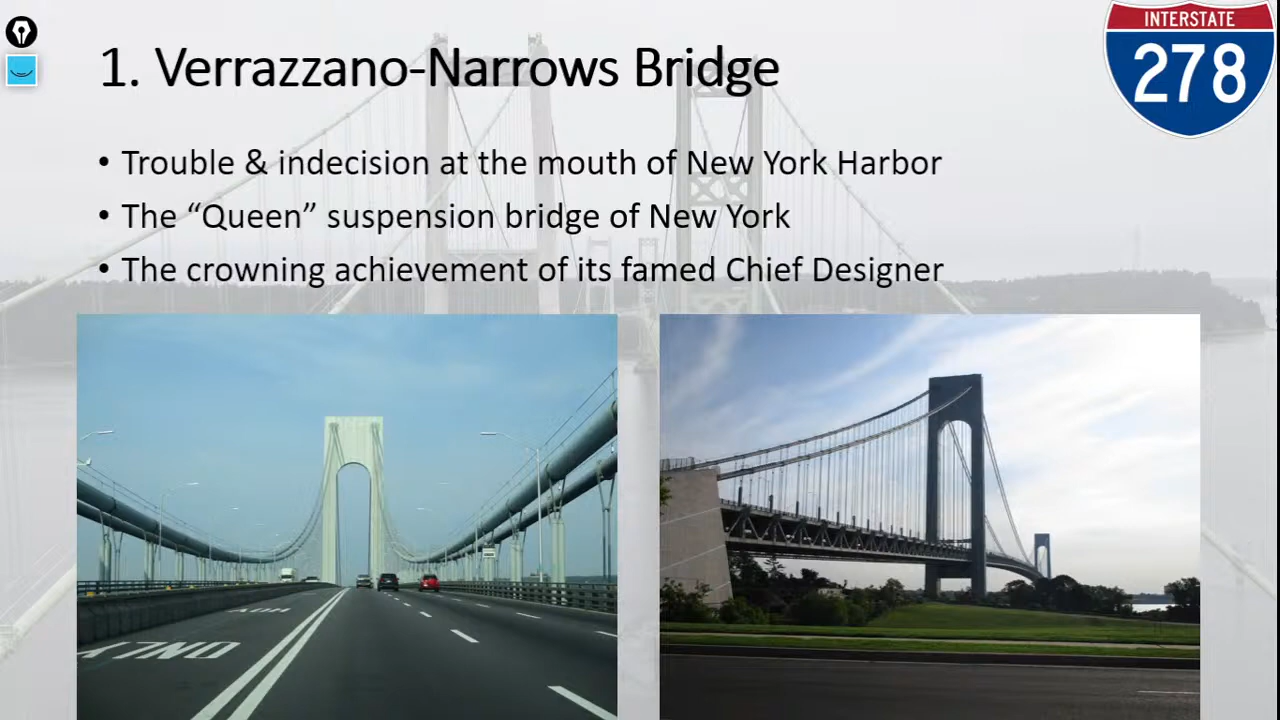 1. Verrazzano-Narrows Bridge
INTERSTATE
278
• Trouble & indecision at the mouth of New York Harbor
• The “Queen” suspension bridge of New York
• The crowning achievement of its famed Chief Designer
HOV
ONLY